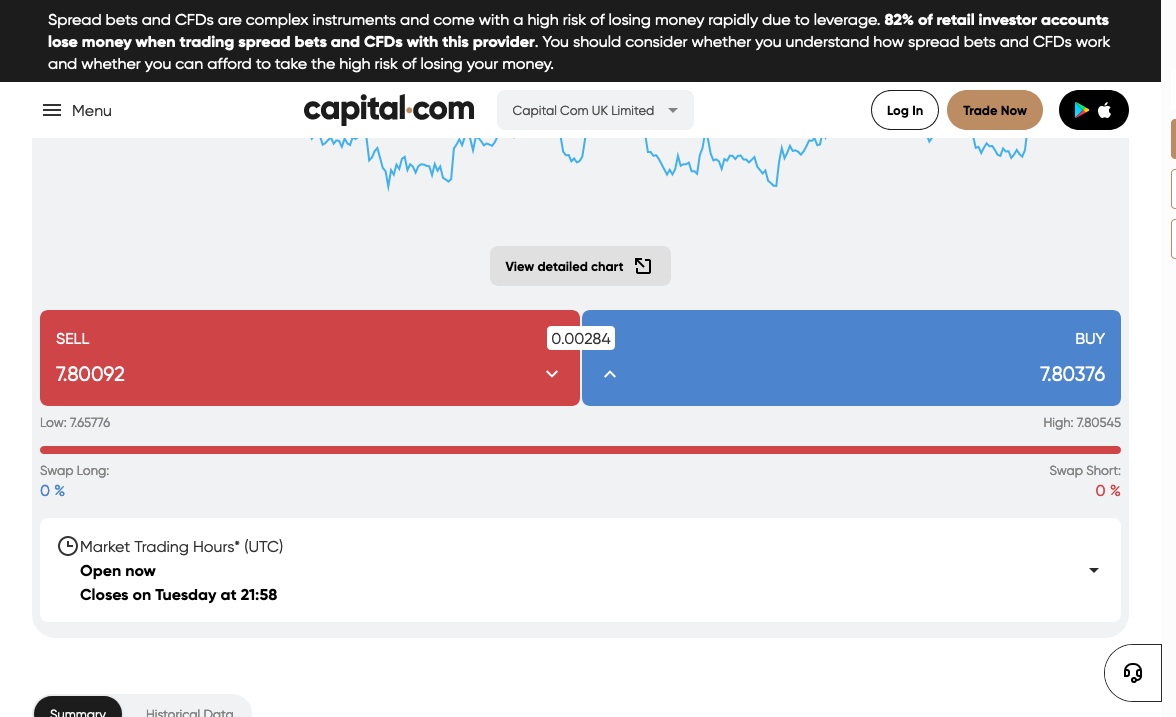 Spread bets and CFDs are complex instruments and come with a high risk of losing money rapidly due to leverage. 82% of retail investor accounts
lose money when trading spread bets and CFDs with this provider. You should consider whether you understand how spread bets and CFDs work
and whether you can afford to take the high risk of losing your money.
Menu
capital.com
Capital Com UK Limited
Log In
Trade Now
View detailed chart
SELL
0.00284
BUY
7.80092
7.80376
Low: 7.65776
High: 7.80545
Swap Long:
Swap Short:
0 %
0 %
Market Trading Hours* (UTC)
Open now
Closes on Tuesday at 21:58
Summary
Historical Data